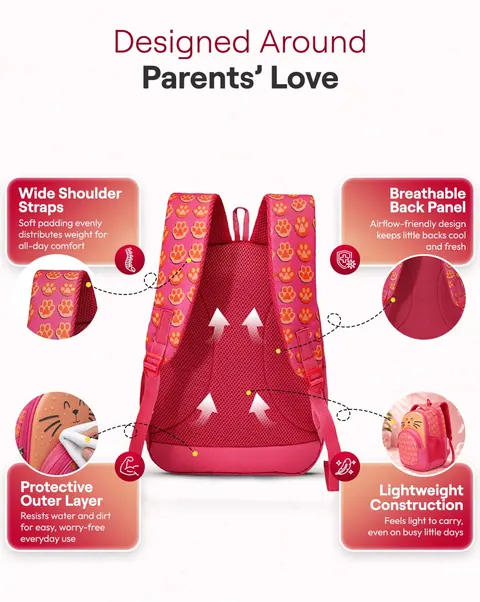 Designed Around
Parents’ Love
Wide Shoulder
Straps
Soft padding evenly
distributes weight for
all-day comfort
Breathable
Back Panel
Airflow-friendly design
keeps little backs cool
and fresh
Protective
Outer Layer
Resists water and dirt
for easy, worry-free
everyday use
Lightweight
Construction
Feels light to carry,
even on busy little days